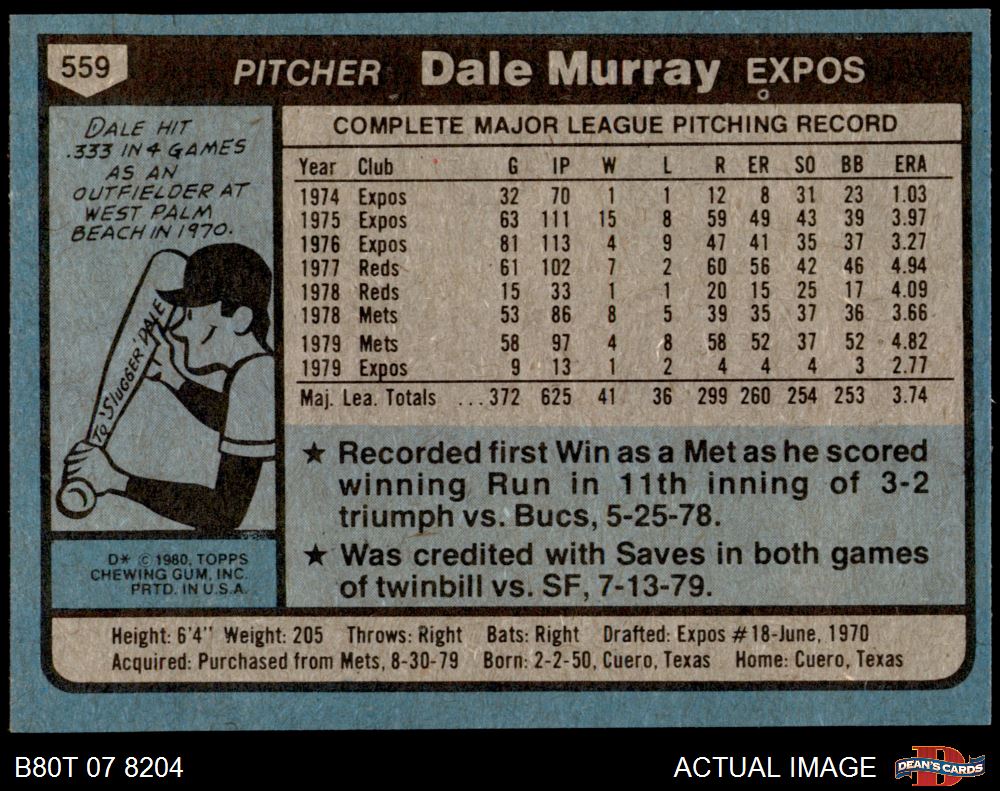 559
PITCHER Dale Murray EXPOS
DALE HIT
.333 IN 4 GAMES
AS AN
OUTFIELDER AT
WEST PALM
BEACH IN 1970.
TO 'SLUGGER' DALE
D* © 1980, TOPPS
CHEWING GUM, INC.
PRTD. IN U.S.A.
COMPLETE MAJOR LEAGUE PITCHING RECORD
Year Club G IP W L R ER SO BB ERA
1974 Expos 32 70 1 1 12 8 31 23 1.03
1975 Expos 63 111 15 8 59 49 43 39 3.97
1976 Expos 81 113 4 9 47 41 35 37 3.27
1977 Reds 61 102 7 2 60 56 42 46 4.94
1978 Reds 15 33 1 1 20 15 25 17 4.09
1978 Mets 53 86 8 5 39 35 37 36 3.66
1979 Mets 58 97 4 8 58 52 37 52 4.82
1979 Expos 9 13 1 2 4 4 4 3 2.77
Maj. Lea. Totals ...372 625 41 36 299 260 254 253 3.74
★ Recorded first Win as a Met as he scored
winning Run in 11th inning of 3-2
triumph vs. Bucs, 5-25-78.
★ Was credited with Saves in both games
of twinbill vs. SF, 7-13-79.
Height: 6'4" Weight: 205 Throws: Right Bats: Right Drafted: Expos #18-June, 1970
Acquired: Purchased from Mets, 8-30-79 Born: 2-2-50, Cuero, Texas Home: Cuero, Texas
B80T 07 8204
ACTUAL IMAGE
DEAN'S CARDS